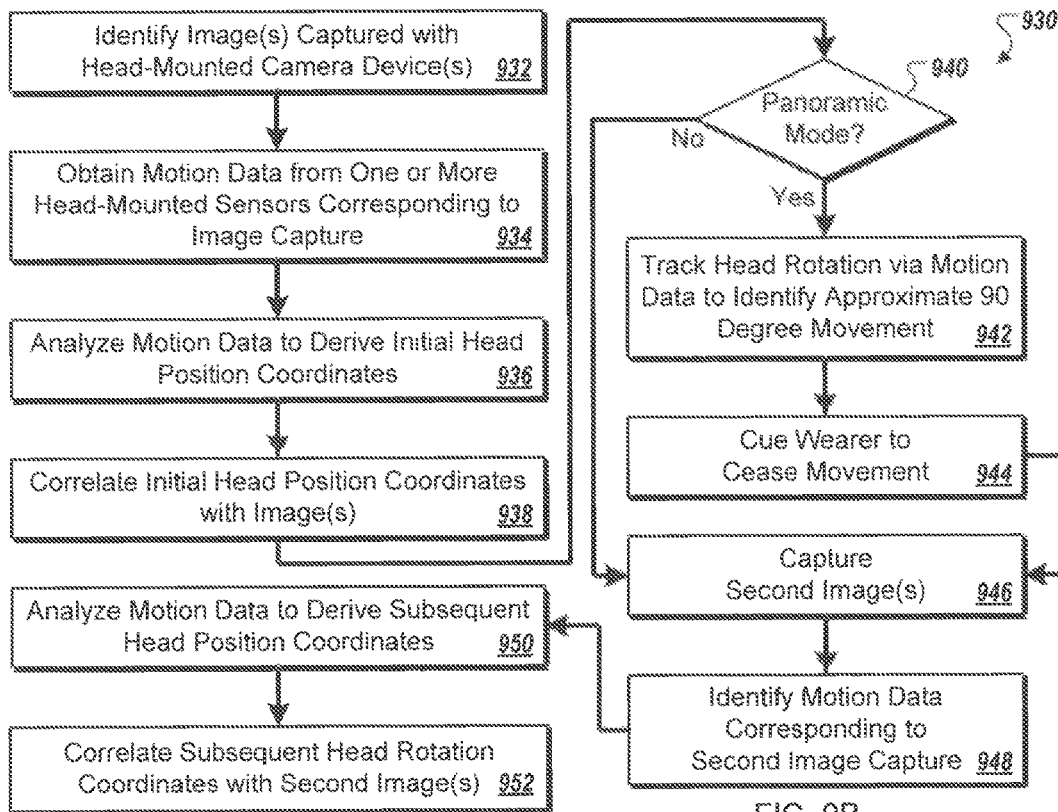 Identify Image(s) Captured with
Head-Mounted Camera Device(s) 932
Obtain Motion Data from One or More
Head-Mounted Sensors Corresponding to
Image Capture 934
Analyze Motion Data to Derive Initial Head
Position Coordinates 936
Correlate Initial Head Position Coordinates
with Image(s) 938
930
940
Panoramic
Mode?
No
Yes
Track Head Rotation via Motion
Data to Identify Approximate 90
Degree Movement 942
Cue Wearer to
Cease Movement 944
Capture
Second Image(s) 946
Identify Motion Data
Corresponding to
Second Image Capture 948
Analyze Motion Data to Derive Subsequent
Head Position Coordinates 950
Correlate Subsequent Head Rotation
Coordinates with Second Image(s) 952
FIG. 9B